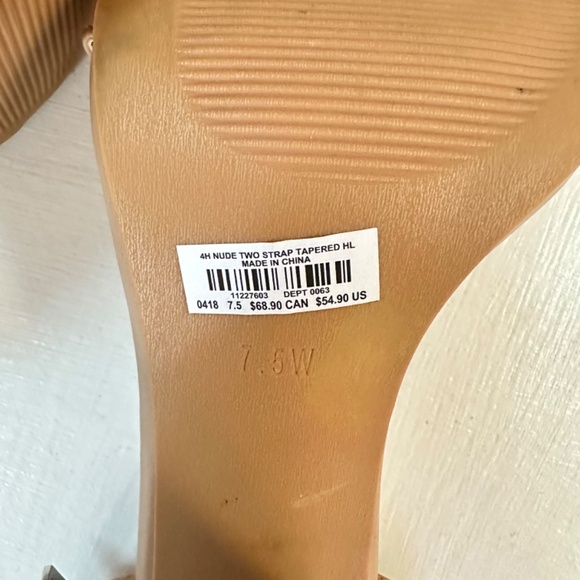 4H NUDE TWO STRAP TAPERED HL
MADE IN CHINA
11227603 DEPT 0063
0418 7.5 $68.90 CAN $54.90 US
7.5W